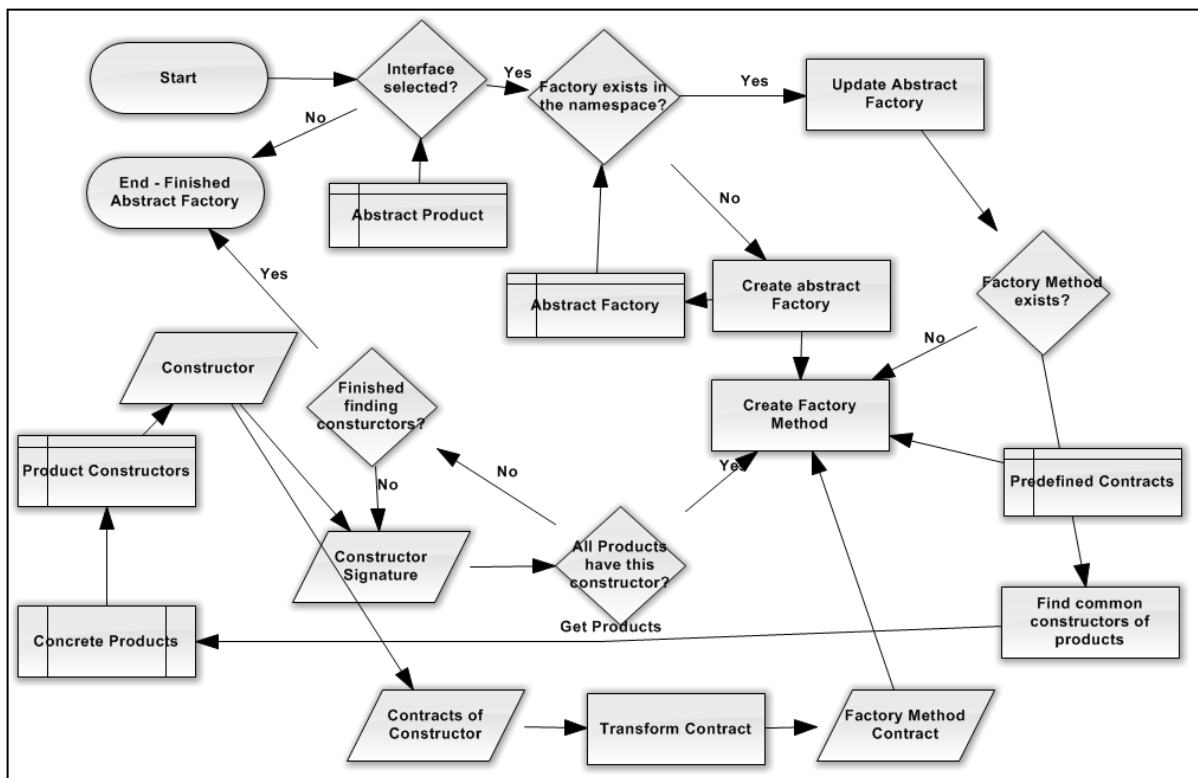 Start
Interface
selected?
Yes
Factory exists in
the namespace?
Yes
Update Abstract
Factory
No
End - Finished
Abstract Factory
Abstract Product
No
Yes
Abstract Factory
Create abstract
Factory
Factory Method
exists?
No
Constructor
Finished
finding
consturctors?
Create Factory
Method
Product Constructors
No
No
Yes
Predefined Contracts
Constructor
Signature
All Products
have this
constructor?
Find common
constructors of
products
Concrete Products
Get Products
Contracts of
Constructor
Transform Contract
Factory Method
Contract